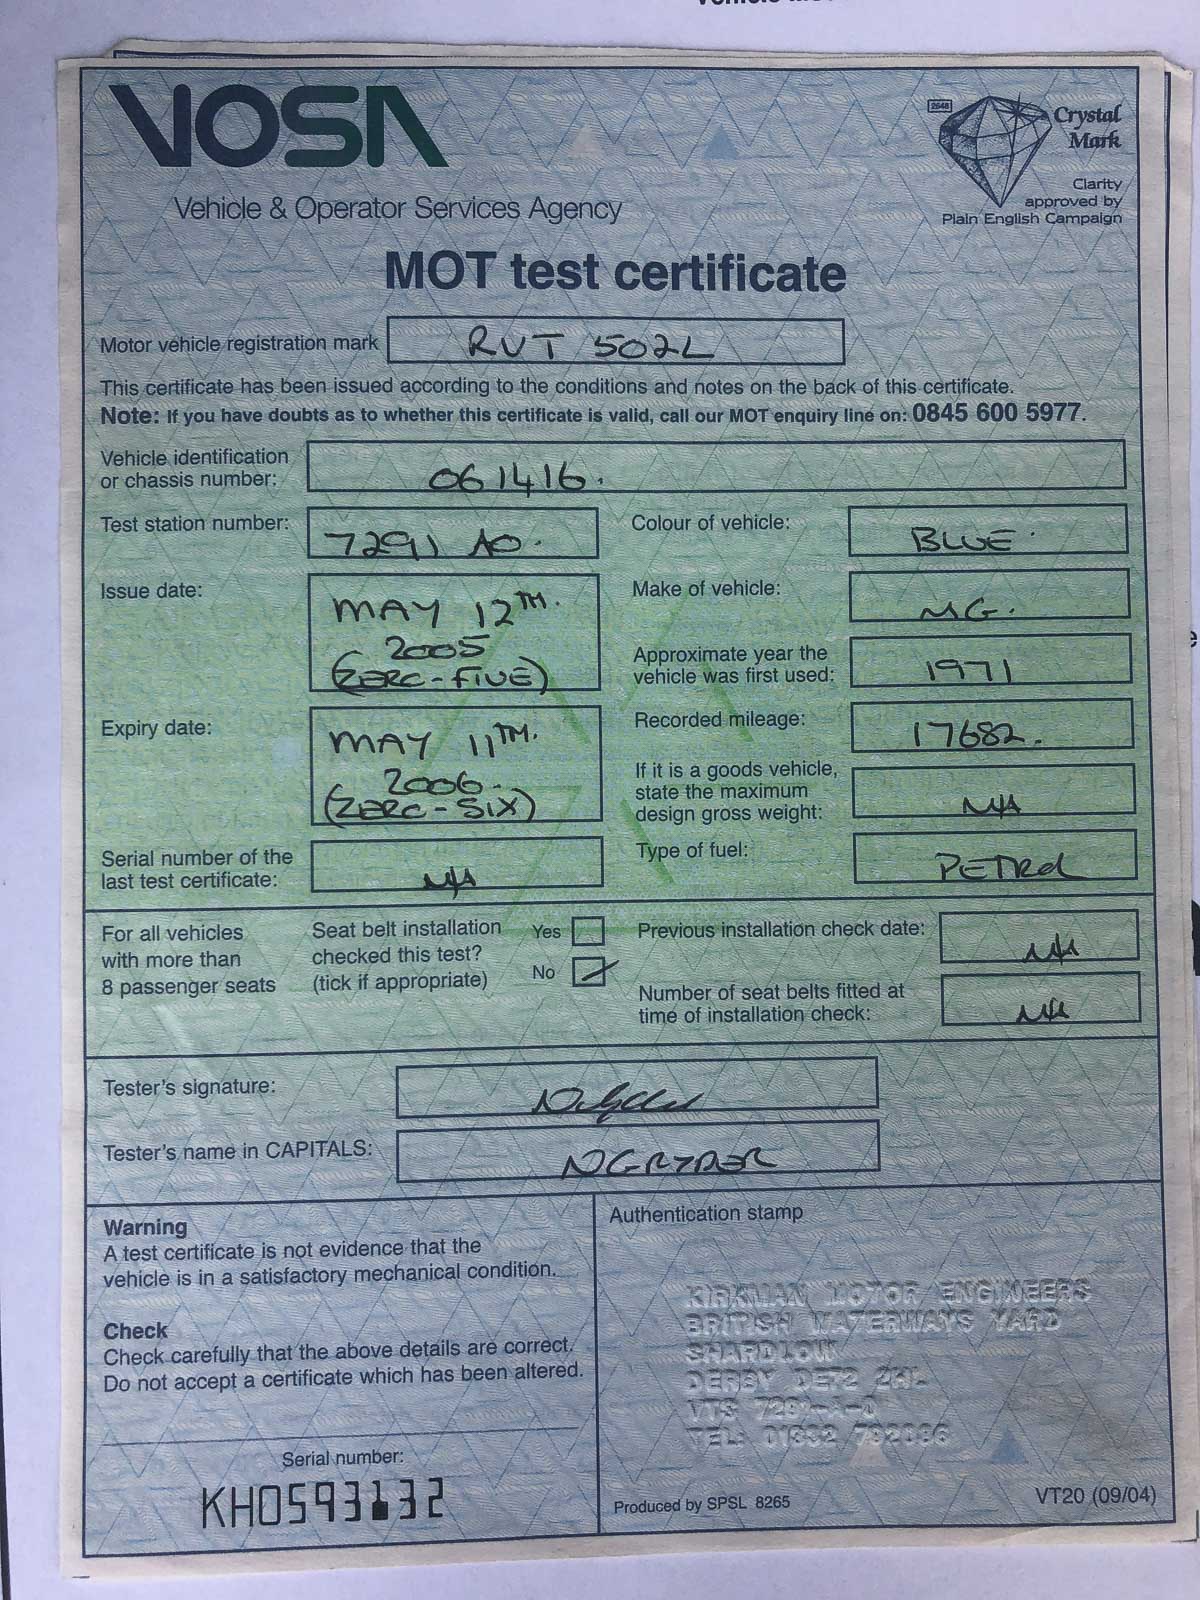 VOSA
Vehicle & Operator Services Agency
2648
Crystal
Mark
Clarity
approved by
Plain English Campaign
MOT test certificate
Motor vehicle registration mark RVT 502L
This certificate has been issued according to the conditions and notes on the back of this certificate.
Note: If you have doubts as to whether this certificate is valid, call our MOT enquiry line on: 0845 600 5977.
Vehicle identification
or chassis number: 061416.
Test station number: 7291 AO.
Colour of vehicle: BLUE.
Issue date: MAY 12TH.
2005
(ZERO-FIVE)
Make of vehicle: MG.
Approximate year the
vehicle was first used: 1971
Expiry date: MAY 11TH.
2006.
(ZERO-SIX)
Recorded mileage: 17682.
If it is a goods vehicle,
state the maximum
design gross weight: N/A
Serial number of the
last test certificate: N/A
Type of fuel: PETROL
For all vehicles
with more than
8 passenger seats
Seat belt installation
checked this test?
(tick if appropriate)
Yes
No
Previous installation check date: N/A
Number of seat belts fitted at
time of installation check: N/A
Tester's signature:
Tester's name in CAPITALS: N G RYDER
Warning
A test certificate is not evidence that the
vehicle is in a satisfactory mechanical condition.
Check
Check carefully that the above details are correct.
Do not accept a certificate which has been altered.
Serial number:
KH0593132
Authentication stamp
KIRKMAN MOTOR ENGINEERS
BRITISH WATERWAYS YARD
SHARDLOW
DERBY DE72
VTS 7291-A-O
TEL: 01332
Produced by SPSL 8265
VT20 (09/04)